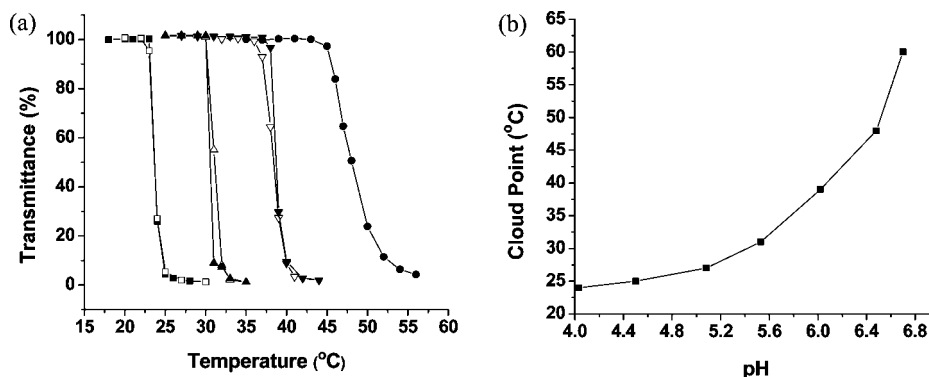 (a)
100
80
60
40
20
0
Transmittance (%)
15 20 25 30 35 40 45 50 55 60
Temperature (°C)
(b)
65
60
55
50
45
40
35
30
25
20
Cloud Point (°C)
4.0 4.4 4.8 5.2 5.6 6.0 6.4 6.8
pH